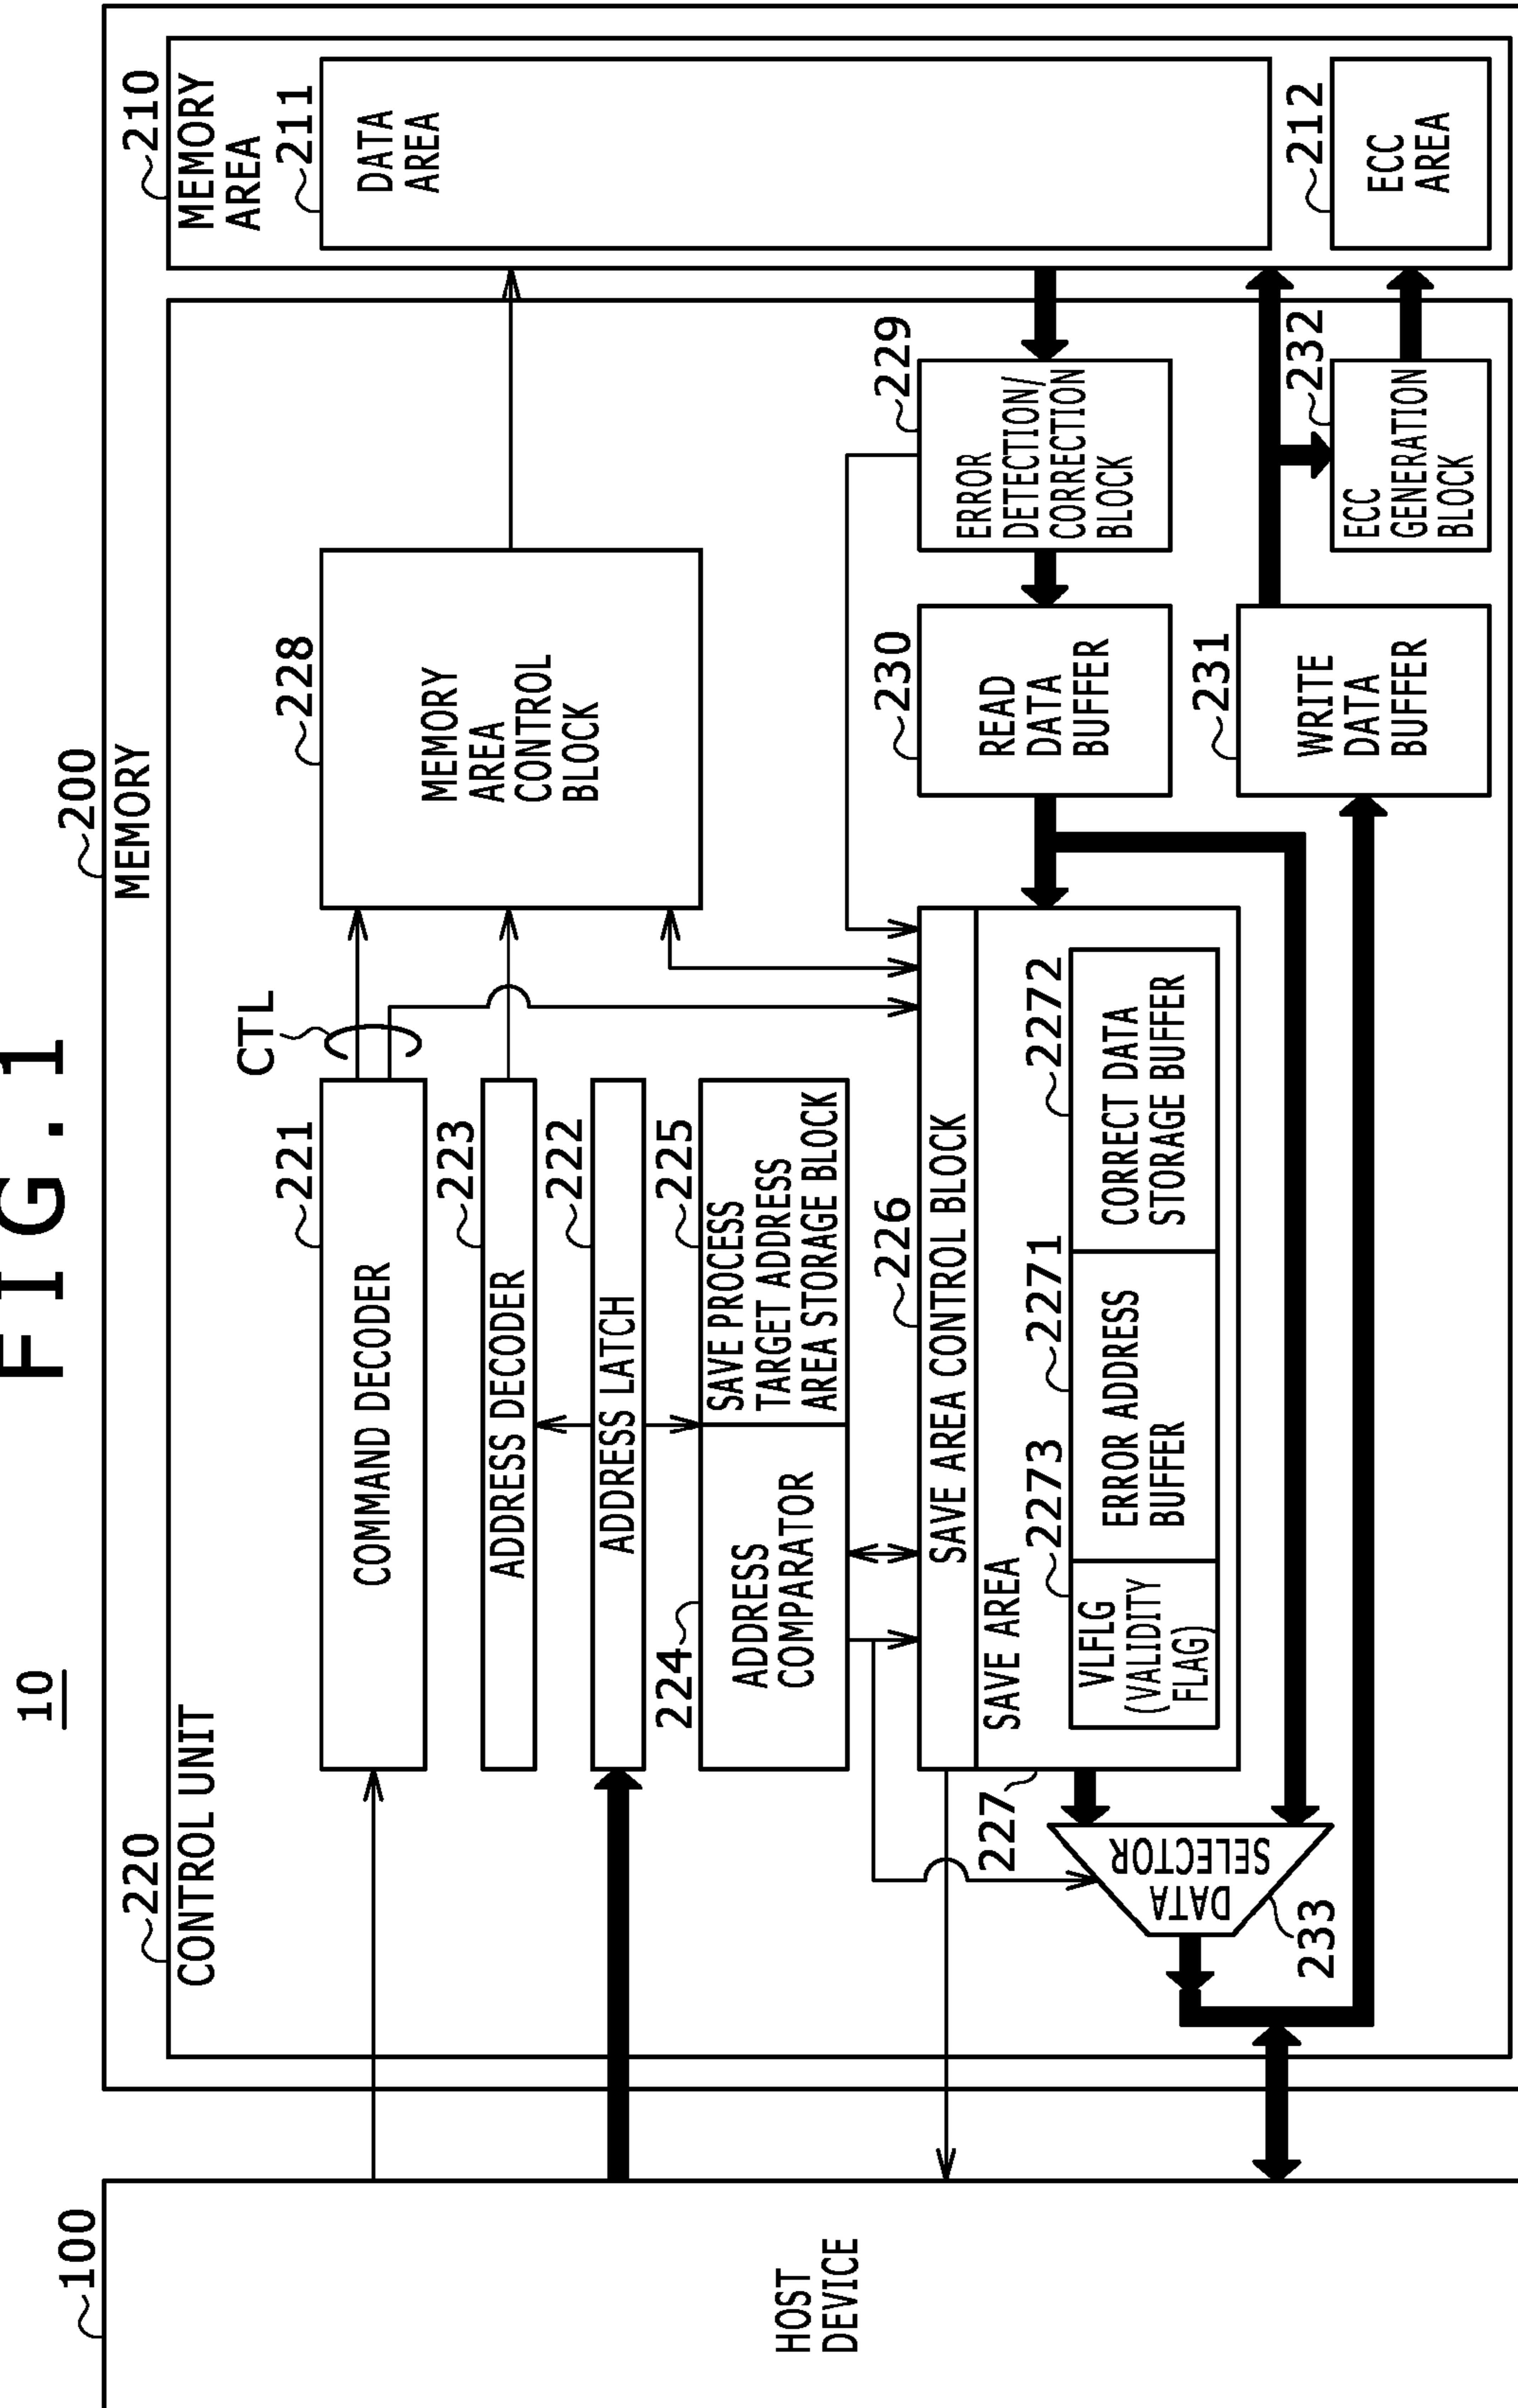 FIG.1
10
100
HOST
DEVICE
200
MEMORY
220
CONTROL UNIT
210
MEMORY
AREA
211
DATA
AREA
212
ECC
AREA
221
COMMAND DECODER
CTL
223
ADDRESS DECODER
222
ADDRESS LATCH
224
ADDRESS
COMPARATOR
225
SAVE PROCESS
TARGET ADDRESS
AREA STORAGE BLOCK
228
MEMORY
AREA
CONTROL
BLOCK
226
SAVE AREA CONTROL BLOCK
227
SAVE AREA
2273
VLFLG
(VALIDITY
FLAG)
2271
ERROR ADDRESS
BUFFER
2272
CORRECT DATA
STORAGE BUFFER
229
ERROR
DETECTION/
CORRECTION
BLOCK
230
READ
DATA
BUFFER
231
WRITE
DATA
BUFFER
232
ECC
GENERATION
BLOCK
DATA
SELECTOR
233